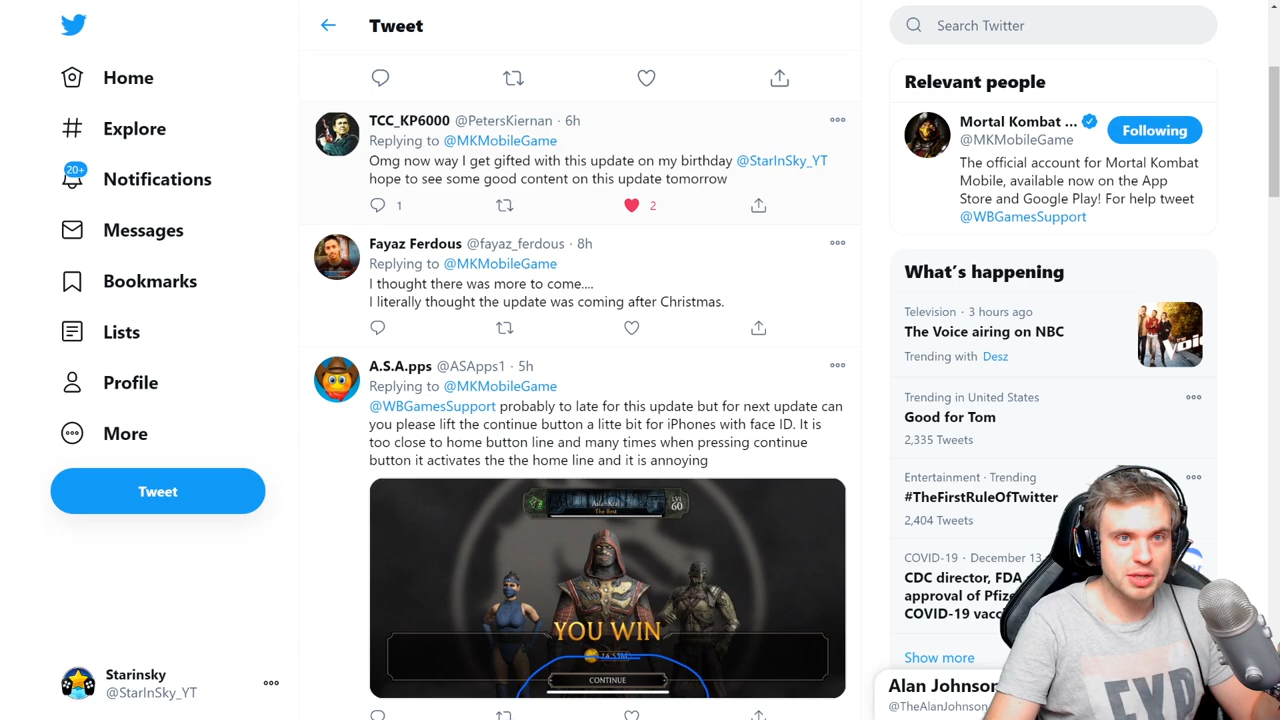 Tweet
Search Twitter
Home
Explore
20+
Notifications
Messages
Bookmarks
Lists
Profile
More
Tweet
Starinsky
@StarInSky_YT
TCC_KP6000 @PetersKiernan · 6h
Replying to @MKMobileGame
Omg now way I get gifted with this update on my birthday @StarInSky_YT
hope to see some good content on this update tomorrow
1
2
Fayaz Ferdous @fayaz_ferdous · 8h
Replying to @MKMobileGame
I thought there was more to come....
I literally thought the update was coming after Christmas.
A.S.A.pps @ASApps1 · 5h
Replying to @MKMobileGame
@WBGamesSupport probably to late for this update but for next update can
you please lift the continue button a litte bit for iPhones with face ID. It is
too close to home button line and many times when pressing continue
button it activates the the home line and it is annoying
The Best
LVL
60
YOU WIN
CONTINUE
Relevant people
Mortal Kombat ...
@MKMobileGame
Following
The official account for Mortal Kombat
Mobile, available now on the App
Store and Google Play! For help tweet
@WBGamesSupport
What's happening
Television · 3 hours ago
The Voice airing on NBC
Trending with Desz
Trending in United States
Good for Tom
2,335 Tweets
Entertainment · Trending
#TheFirstRuleOfTwitter
2,404 Tweets
COVID-19 · December 13
CDC director, FDA
approval of
COVID-19
Show more
Alan Johnson
@TheAlanJohnson